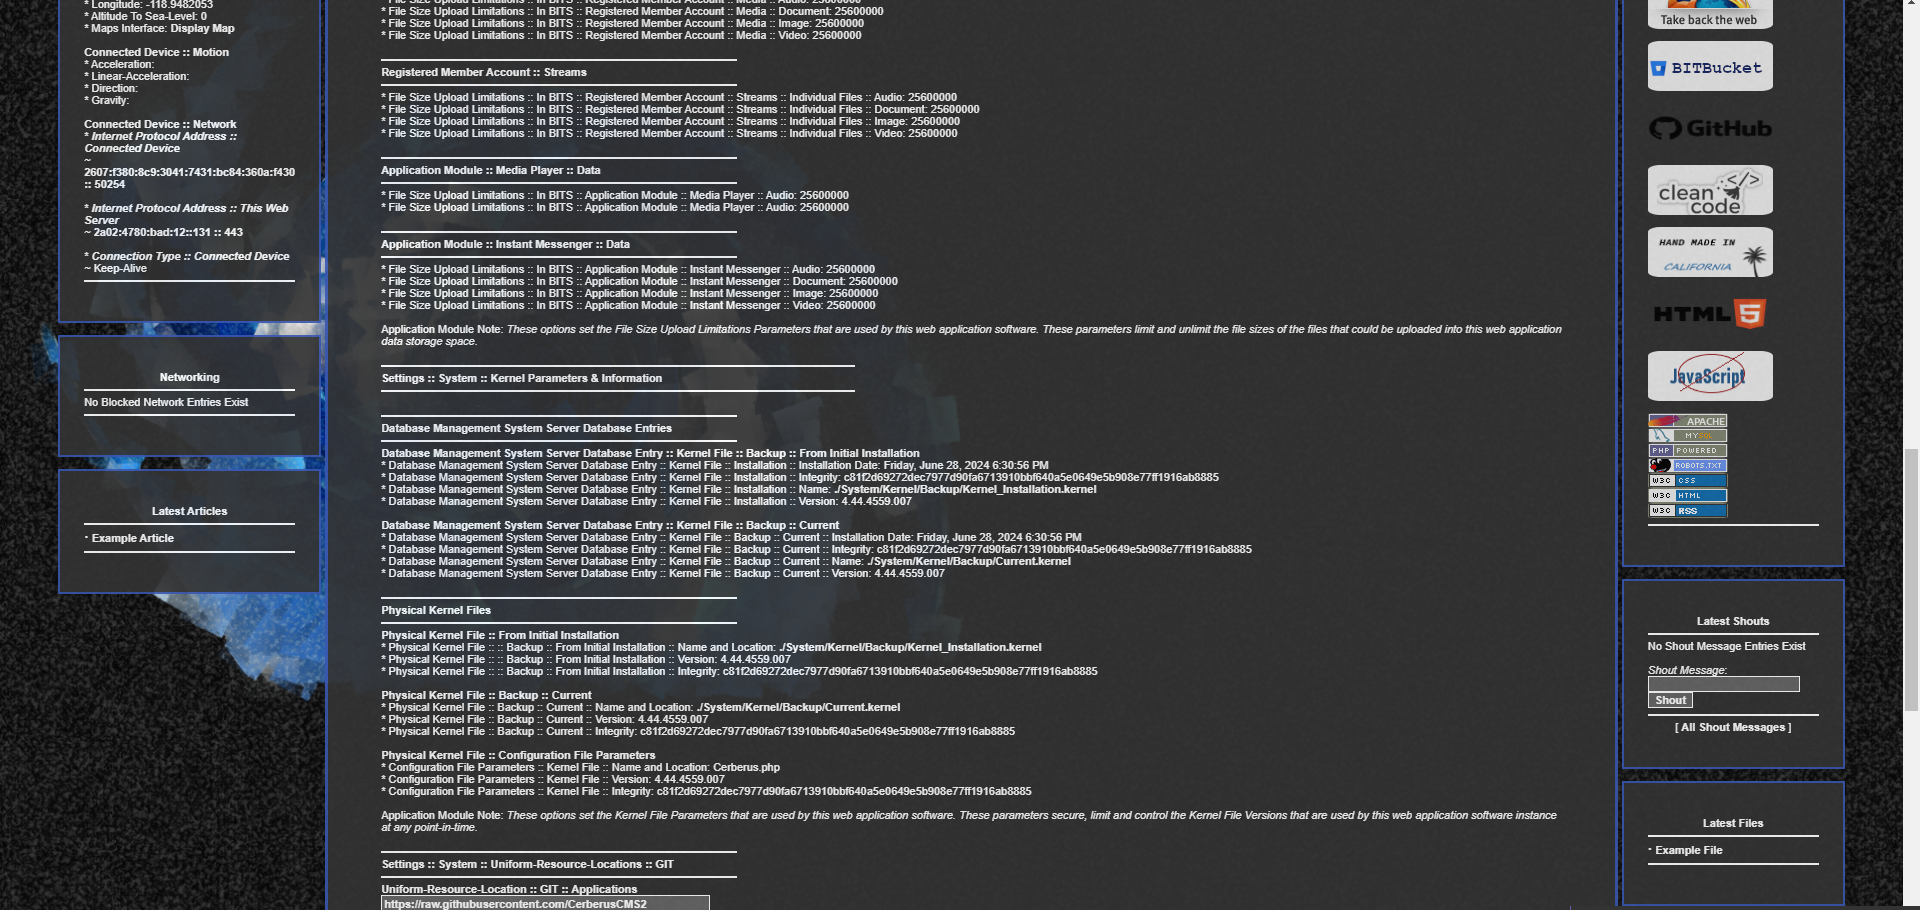 * Longitude: -118.9482053
* Altitude To Sea-Level: 0
* Maps Interface: Display Map
Connected Device :: Motion
* Acceleration:
* Linear-Acceleration:
* Direction:
* Gravity:
Connected Device :: Network
* Internet Protocol Address ::
Connected Device
~
2607:f380:8c9:3041:7431:bc84:360a:f430
:: 50254
* Internet Protocol Address :: This Web
Server
~ 2a02:4780:bad:12::131 :: 443
* Connection Type :: Connected Device
~ Keep-Alive
Networking
No Blocked Network Entries Exist
Latest Articles
· Example Article
* File Size Upload Limitations :: In BITS :: Registered Member Account :: Media :: Audio: 25600000
* File Size Upload Limitations :: In BITS :: Registered Member Account :: Media :: Document: 25600000
* File Size Upload Limitations :: In BITS :: Registered Member Account :: Media :: Image: 25600000
* File Size Upload Limitations :: In BITS :: Registered Member Account :: Media :: Video: 25600000
Registered Member Account :: Streams
* File Size Upload Limitations :: In BITS :: Registered Member Account :: Streams :: Individual Files :: Audio: 25600000
* File Size Upload Limitations :: In BITS :: Registered Member Account :: Streams :: Individual Files :: Document: 25600000
* File Size Upload Limitations :: In BITS :: Registered Member Account :: Streams :: Individual Files :: Image: 25600000
* File Size Upload Limitations :: In BITS :: Registered Member Account :: Streams :: Individual Files :: Video: 25600000
Application Module :: Media Player :: Data
* File Size Upload Limitations :: In BITS :: Application Module :: Media Player :: Audio: 25600000
* File Size Upload Limitations :: In BITS :: Application Module :: Media Player :: Audio: 25600000
Application Module :: Instant Messenger :: Data
* File Size Upload Limitations :: In BITS :: Application Module :: Instant Messenger :: Audio: 25600000
* File Size Upload Limitations :: In BITS :: Application Module :: Instant Messenger :: Document: 25600000
* File Size Upload Limitations :: In BITS :: Application Module :: Instant Messenger :: Image: 25600000
* File Size Upload Limitations :: In BITS :: Application Module :: Instant Messenger :: Video: 25600000
Application Module Note: These options set the File Size Upload Limitations Parameters that are used by this web application software. These parameters limit and unlimit the file sizes of the files that could be uploaded into this web application
data storage space.
Settings :: System :: Kernel Parameters & Information
Database Management System Server Database Entries
Database Management System Server Database Entry :: Kernel File :: Backup :: From Initial Installation
* Database Management System Server Database Entry :: Kernel File :: Installation :: Installation Date: Friday, June 28, 2024 6:30:56 PM
* Database Management System Server Database Entry :: Kernel File :: Installation :: Integrity: c81f2d69272dec7977d90fa6713910bbf640a5e0649e5b908e77ff1916ab8885
* Database Management System Server Database Entry :: Kernel File :: Installation :: Name: ./System/Kernel/Backup/Kernel_Installation.kernel
* Database Management System Server Database Entry :: Kernel File :: Installation :: Version: 4.44.4559.007
Database Management System Server Database Entry :: Kernel File :: Backup :: Current
* Database Management System Server Database Entry :: Kernel File :: Backup :: Current :: Installation Date: Friday, June 28, 2024 6:30:56 PM
* Database Management System Server Database Entry :: Kernel File :: Backup :: Current :: Integrity: c81f2d69272dec7977d90fa6713910bbf640a5e0649e5b908e77ff1916ab8885
* Database Management System Server Database Entry :: Kernel File :: Backup :: Current :: Name: ./System/Kernel/Backup/Current.kernel
* Database Management System Server Database Entry :: Kernel File :: Backup :: Current :: Version: 4.44.4559.007
Physical Kernel Files
Physical Kernel File :: From Initial Installation
* Physical Kernel File :: :: Backup :: From Initial Installation :: Name and Location: ./System/Kernel/Backup/Kernel_Installation.kernel
* Physical Kernel File :: :: Backup :: From Initial Installation :: Version: 4.44.4559.007
* Physical Kernel File :: :: Backup :: From Initial Installation :: Integrity: c81f2d69272dec7977d90fa6713910bbf640a5e0649e5b908e77ff1916ab8885
Physical Kernel File :: Backup :: Current
* Physical Kernel File :: Backup :: Current :: Name and Location: ./System/Kernel/Backup/Current.kernel
* Physical Kernel File :: Backup :: Current :: Version: 4.44.4559.007
* Physical Kernel File :: Backup :: Current :: Integrity: c81f2d69272dec7977d90fa6713910bbf640a5e0649e5b908e77ff1916ab8885
Physical Kernel File :: Configuration File Parameters
* Configuration File Parameters :: Kernel File :: Name and Location: Cerberus.php
* Configuration File Parameters :: Kernel File :: Version: 4.44.4559.007
* Configuration File Parameters :: Kernel File :: Integrity: c81f2d69272dec7977d90fa6713910bbf640a5e0649e5b908e77ff1916ab8885
Application Module Note: These options set the Kernel File Parameters that are used by this web application software. These parameters secure, limit and control the Kernel File Versions that are used by this web application software instance
at any point-in-time.
Settings :: System :: Uniform-Resource-Locations :: GIT
Uniform-Resource-Location :: GIT :: Applications
https://raw.githubusercontent.com/CerberusCMS2
Take back the web
BITBucket
GitHub
clean
code
</>
HAND MADE IN
CALIFORNIA
HTML 5
JavaScript
APACHE
MYSQL
PHP POWERED
ROBOTS.TXT
W3C CSS
W3C HTML
W3C RSS
Latest Shouts
No Shout Message Entries Exist
Shout Message:
Shout
[ All Shout Messages ]
Latest Files
· Example File